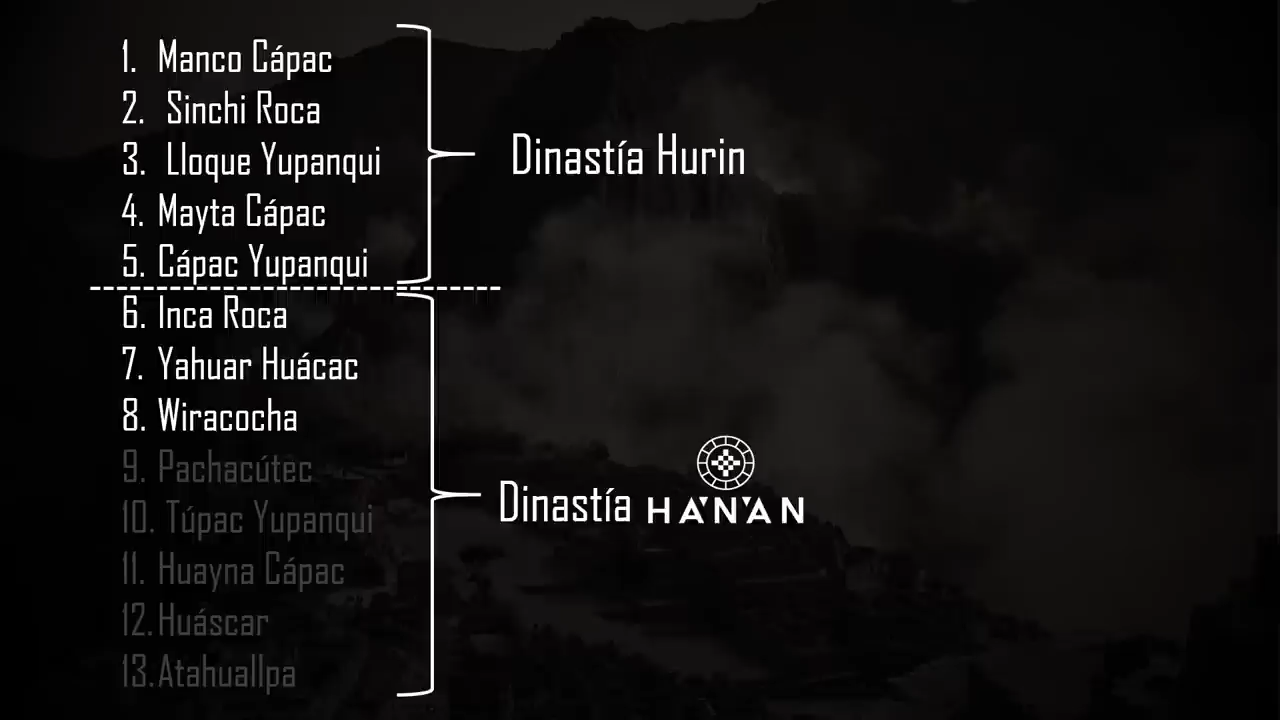 1. Manco Cápac
2. Sinchi Roca
3. Lloque Yupanqui
4. Mayta Cápac
5. Cápac Yupanqui
Dinastía Hurin
6. Inca Roca
7. Yahuar Huácac
8. Wiracocha
9. Pachacútec
10. Túpac Yupanqui
11. Huayna Cápac
12. Huáscar
13. Atahuallpa
Dinastía HANAN